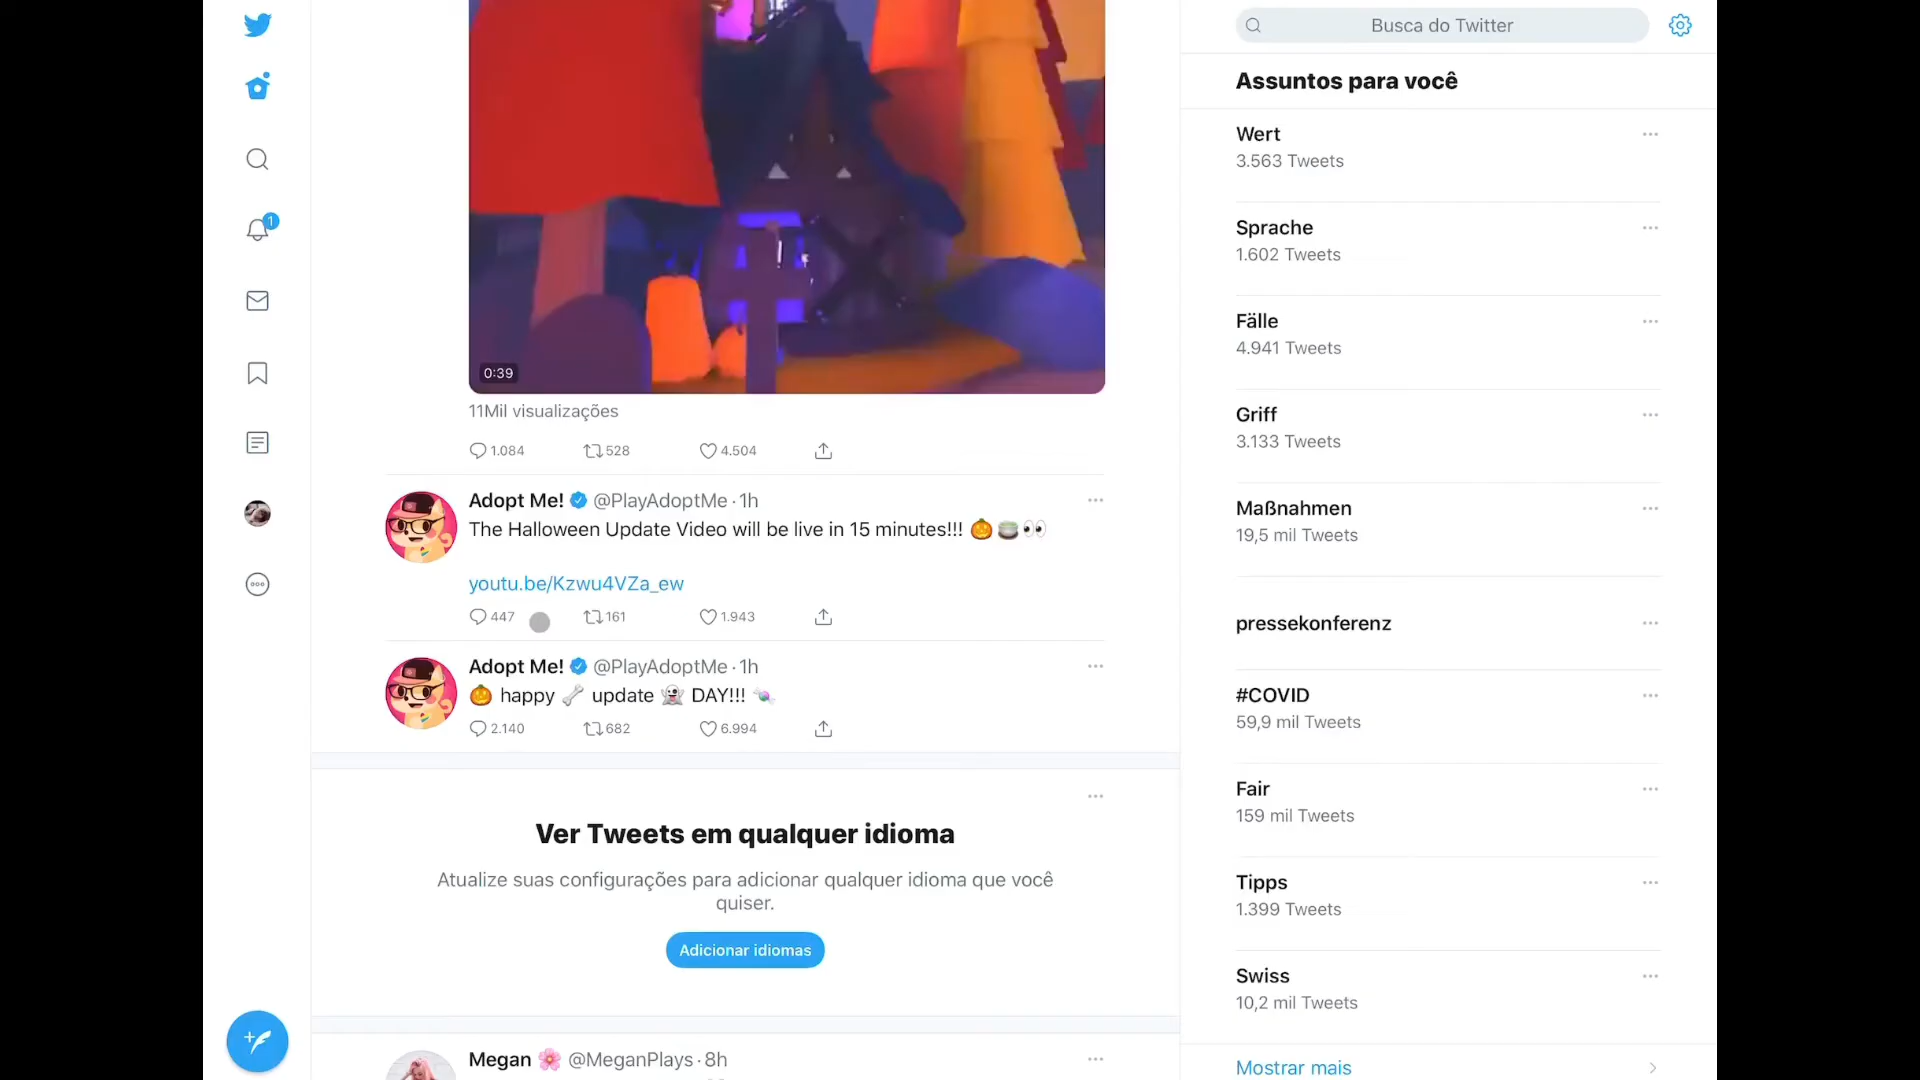 1
0:39
11Mil visualizações
1.084 528 4.504
Adopt Me! @PlayAdoptMe · 1h
The Halloween Update Video will be live in 15 minutes!!! 🎃🍵👀
youtu.be/Kzwu4VZa_ew
447 161 1.943
Adopt Me! @PlayAdoptMe · 1h
🎃 happy 🦴 update 👻 DAY!!! 🍬
2.140 682 6.994
Ver Tweets em qualquer idioma
Atualize suas configurações para adicionar qualquer idioma que você
quiser.
Adicionar idiomas
Megan 🌸 @MeganPlays · 8h
Busca do Twitter
Assuntos para você
Wert
3.563 Tweets
Sprache
1.602 Tweets
Fälle
4.941 Tweets
Griff
3.133 Tweets
Maßnahmen
19,5 mil Tweets
pressekonferenz
#COVID
59,9 mil Tweets
Fair
159 mil Tweets
Tipps
1.399 Tweets
Swiss
10,2 mil Tweets
Mostrar mais